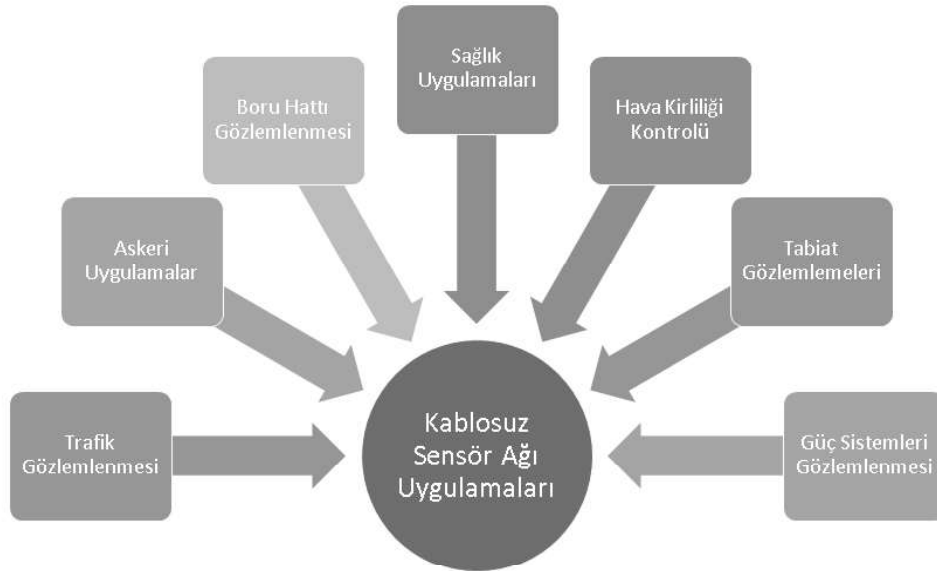 Sağlık
Uygulamaları
Boru Hattı
Gözlemlenmesi
Hava Kirliliği
Kontrolü
Askeri
Uygulamalar
Tabiat
Gözlemlemeleri
Trafik
Gözlemlenmesi
Kablosuz
Sensör Ağı
Uygulamaları
Güç Sistemleri
Gözlemlenmesi